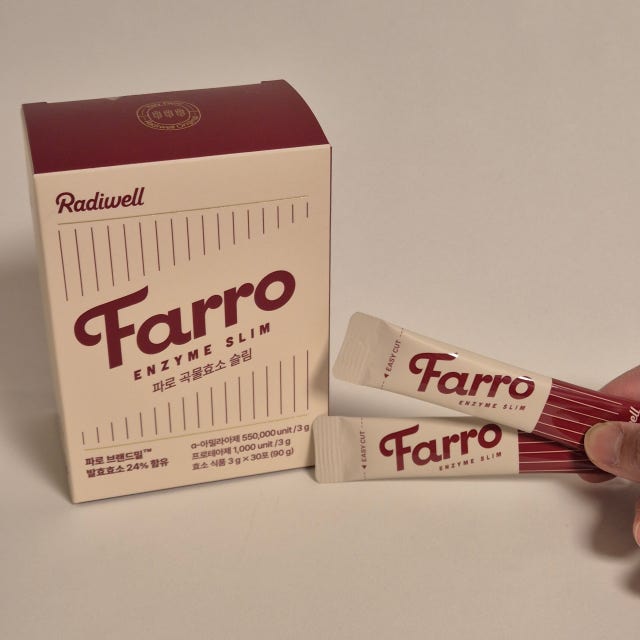 Radiwell
Farro
ENZYME SLIM
파로 곡물효소 슬림
파로 브랜드밀™
발효효소 24% 함유
α-아밀라아제 550,000 unit / 3 g
프로테아제 1,000 unit / 3 g
효소 식품 3 g × 30포 (90 g)
EASY CUT
Farro
ENZYME SLIM
EASY CUT
Farro
ENZYME SLIM